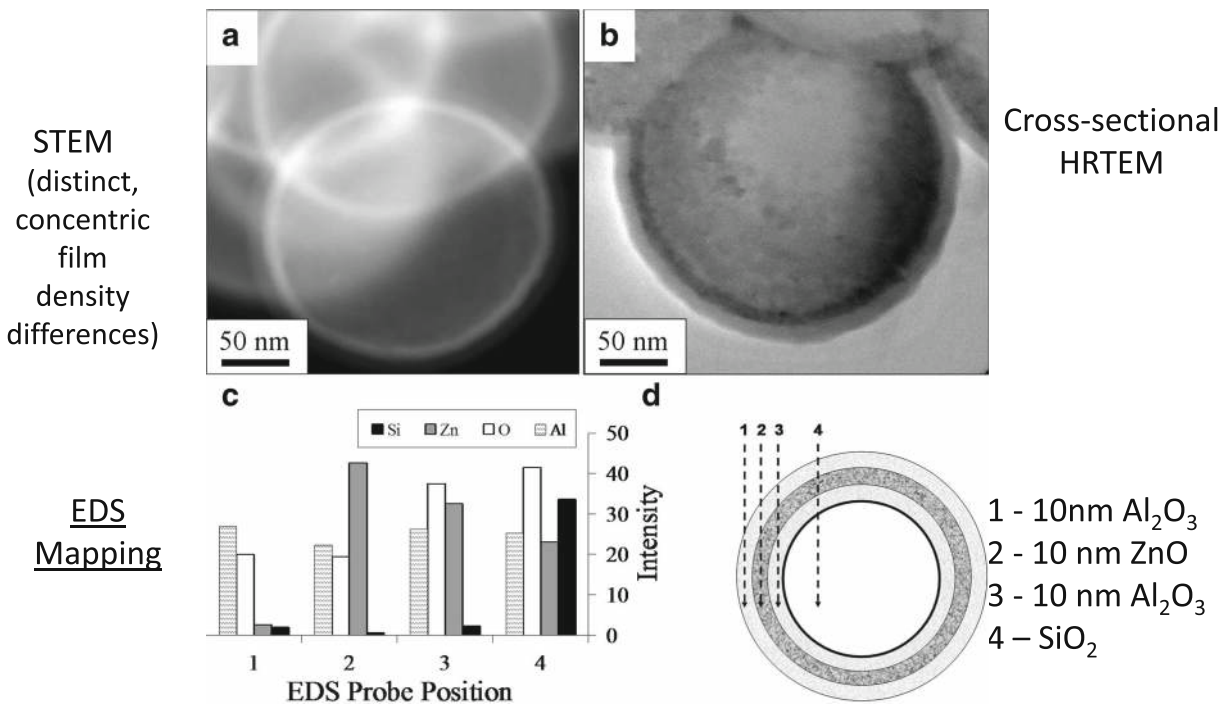 a
b
STEM
(distinct,
concentric
film
density
differences)
50 nm
50 nm
Cross-sectional
HRTEM
c
d
Si Zn O Al
50
40
30
20
10
0
Intensity
1 2 3 4
EDS Probe Position
EDS
Mapping
1 2 3 4
1 - 10nm Al₂O₃
2 - 10 nm ZnO
3 - 10 nm Al₂O₃
4 – SiO₂